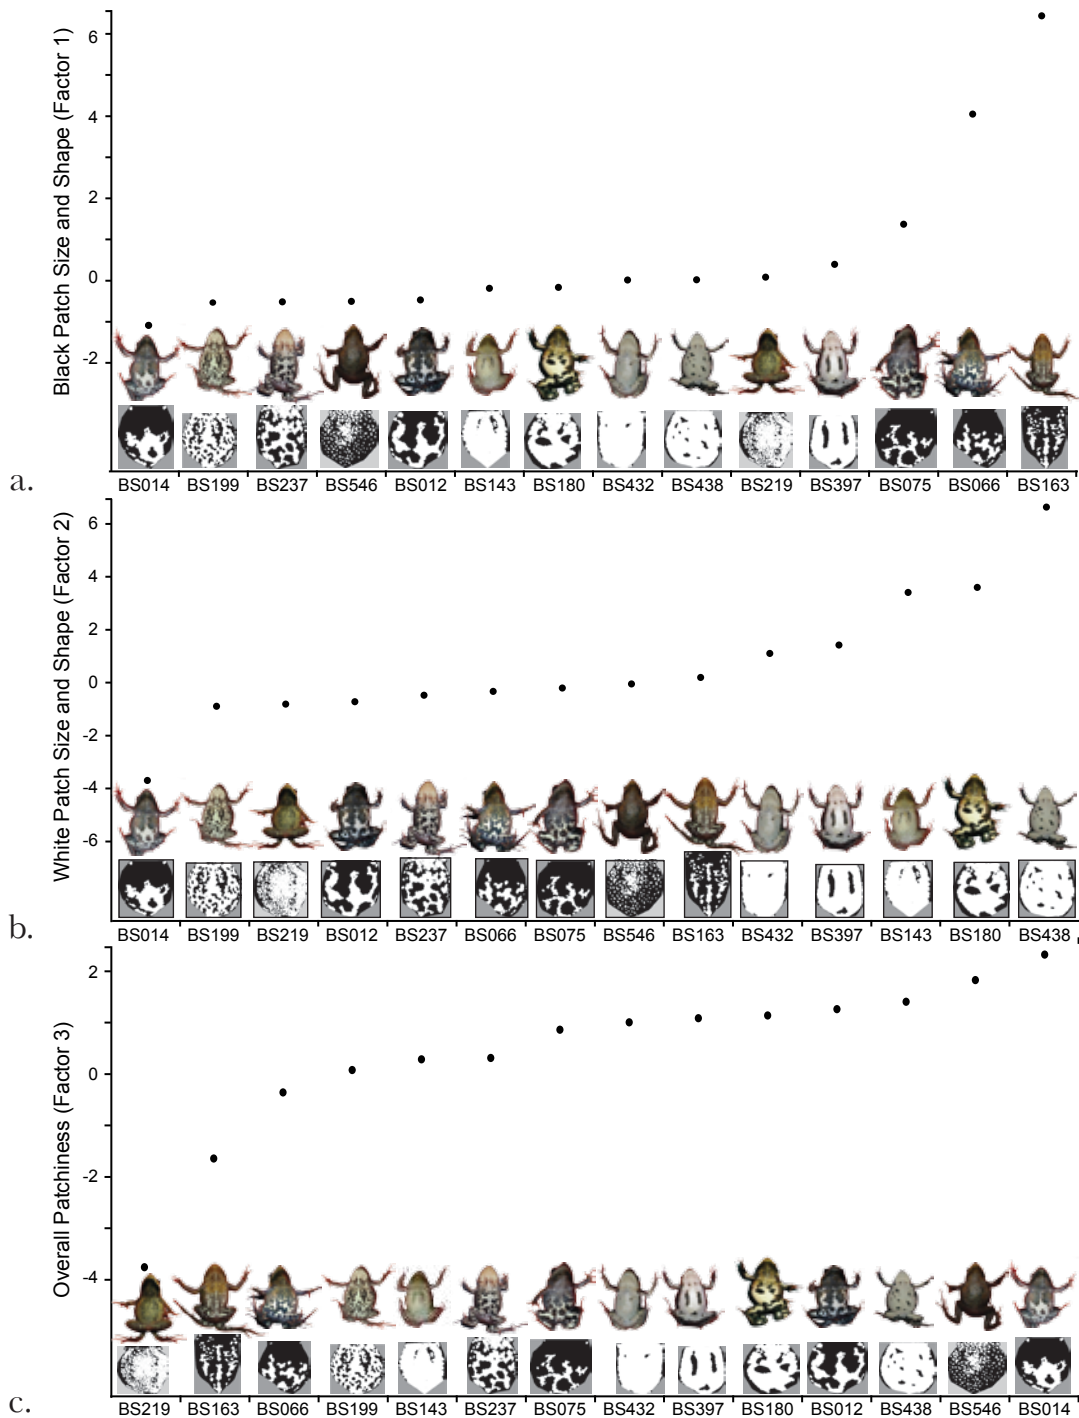 Black Patch Size and Shape (Factor 1)
6
4
2
0
-2
a.
BS014 BS199 BS237 BS546 BS012 BS143 BS180 BS432 BS438 BS219 BS397 BS075 BS066 BS163
White Patch Size and Shape (Factor 2)
6
4
2
0
-2
-4
-6
b.
BS014 BS199 BS219 BS012 BS237 BS066 BS075 BS546 BS163 BS432 BS397 BS143 BS180 BS438
Overall Patchiness (Factor 3)
2
0
-2
-4
c.
BS219 BS163 BS066 BS199 BS143 BS237 BS075 BS432 BS397 BS180 BS012 BS438 BS546 BS014